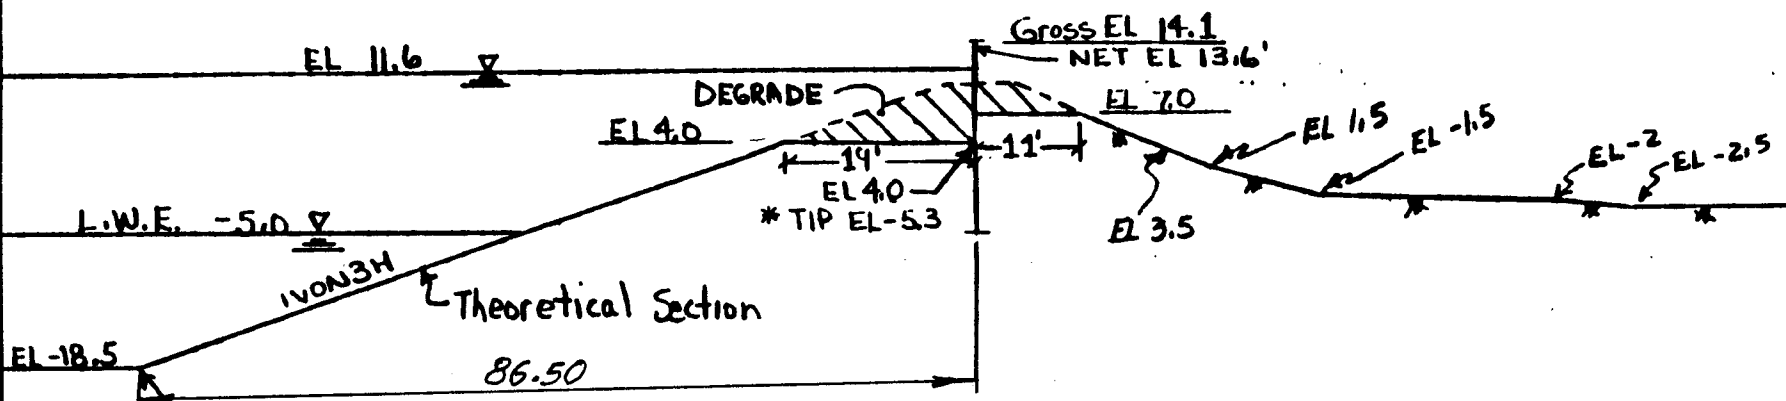 Gross EL 14.1
NET EL 13.6'
EL 11.6
DEGRADE
EL 7.0
EL 4.0
14'
11'
EL 1.5
EL -1.5
EL -2
EL -2.5
EL 4.0
* TIP EL-5.3
EL 3.5
L.W.E. -5.0
1V ON 3H
Theoretical Section
EL -18.5
86.50